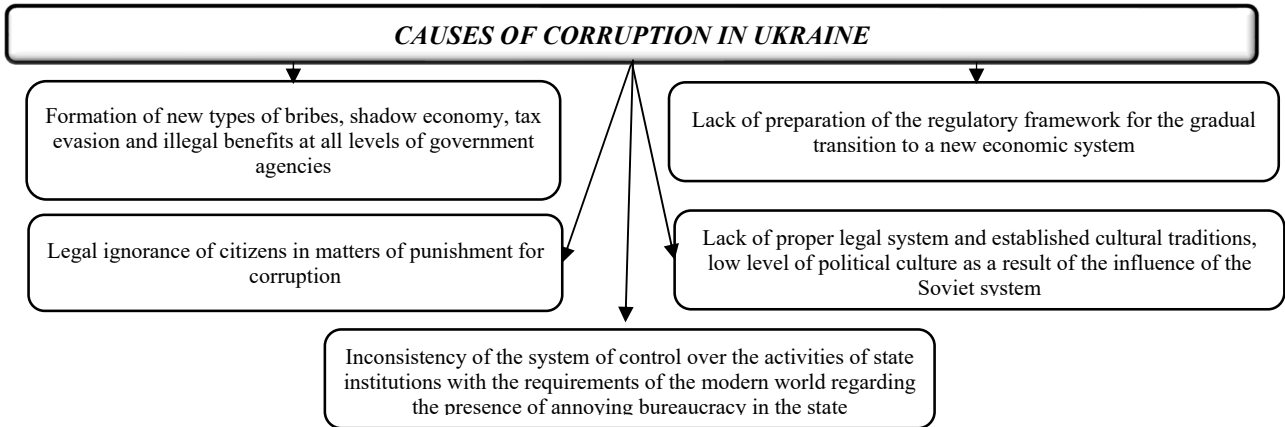 CAUSES OF CORRUPTION IN UKRAINE
Formation of new types of bribes, shadow economy, tax
evasion and illegal benefits at all levels of government
agencies
Lack of preparation of the regulatory framework for the gradual
transition to a new economic system
Legal ignorance of citizens in matters of punishment for
corruption
Lack of proper legal system and established cultural traditions,
low level of political culture as a result of the influence of the
Soviet system
Inconsistency of the system of control over the activities of state
institutions with the requirements of the modern world regarding
the presence of annoying bureaucracy in the state